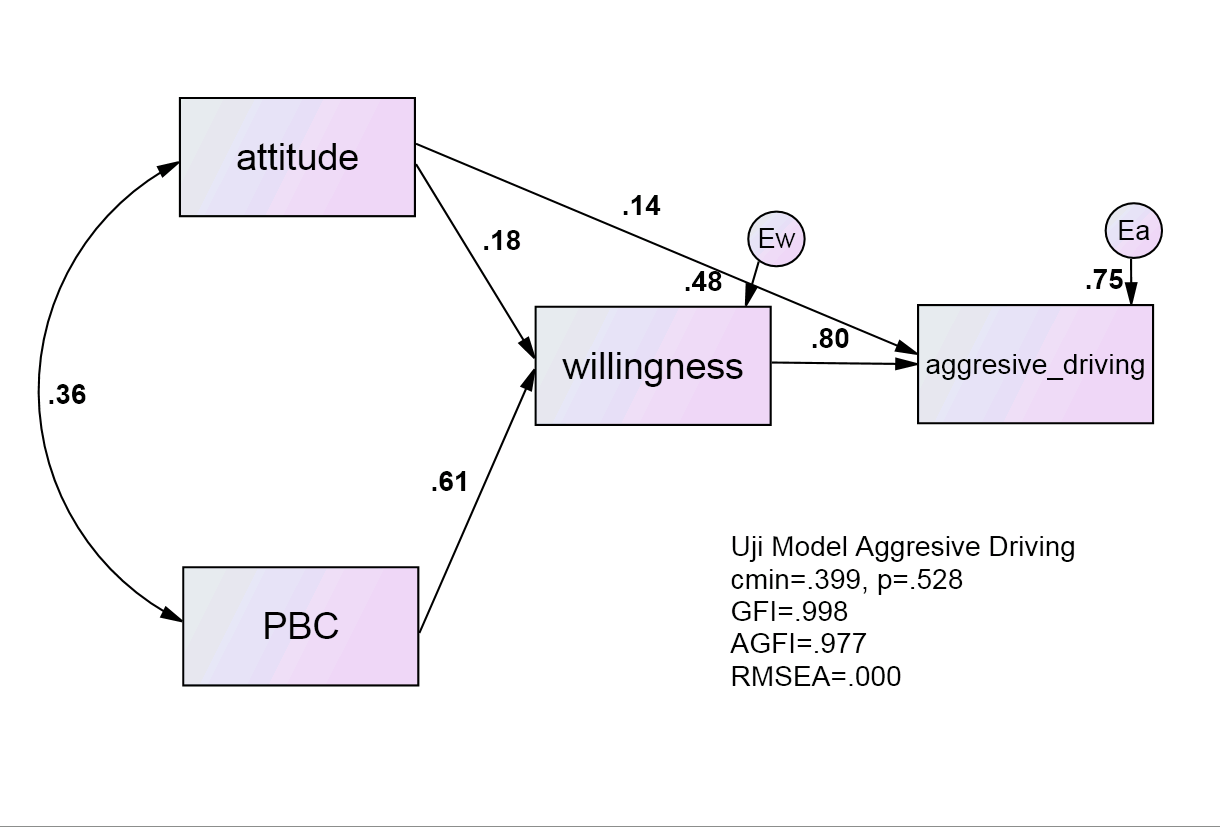 attitude
.14
.18
Ew
Ea
.48
.75
.80
willingness
aggresive_driving
.36
.61
PBC
Uji Model Aggresive Driving
cmin=.399, p=.528
GFI=.998
AGFI=.977
RMSEA=.000